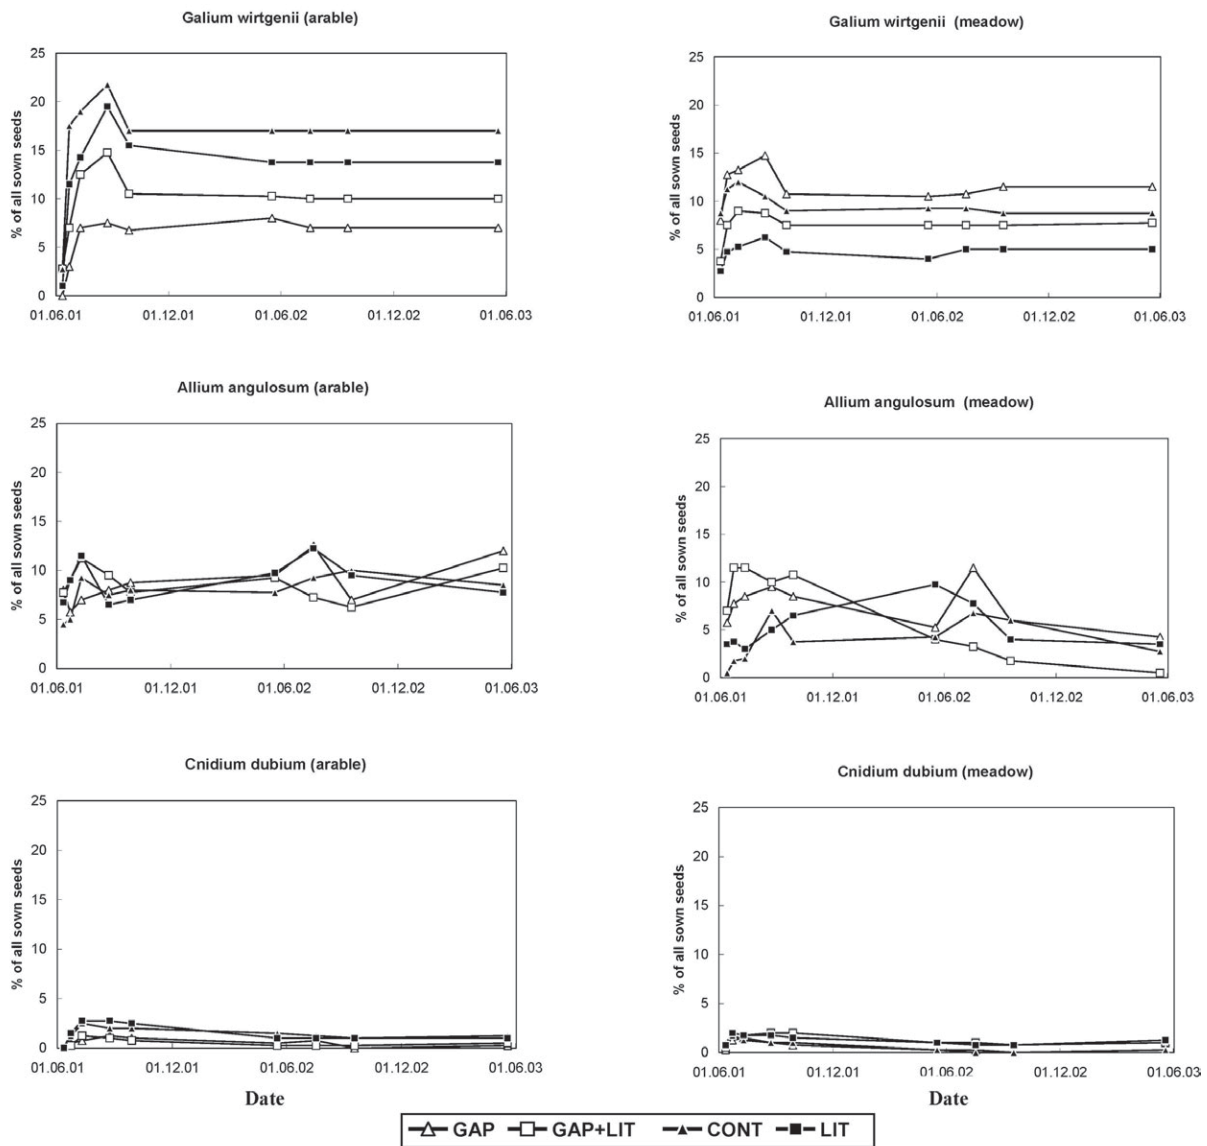 Galium wirtgenii (arable)
25
20
15
10
5
0
% of all sown seeds
01.06.01 01.12.01 01.06.02 01.12.02 01.06.03
Galium wirtgenii (meadow)
25
20
15
10
5
0
% of all sown seeds
01.06.01 01.12.01 01.06.02 01.12.02 01.06.03
Allium angulosum (arable)
25
20
15
10
5
0
% of all sown seeds
01.06.01 01.12.01 01.06.02 01.12.02 01.06.03
Allium angulosum (meadow)
25
20
15
10
5
0
% of all sown seeds
01.06.01 01.12.01 01.06.02 01.12.02 01.06.03
Cnidium dubium (arable)
25
20
15
10
5
0
% of all sown seeds
01.06.01 01.12.01 01.06.02 01.12.02 01.06.03
Date
Cnidium dubium (meadow)
25
20
15
10
5
0
% of all sown seeds
01.06.01 01.12.01 01.06.02 01.12.02 01.06.03
Date
GAP GAP+LIT CONT LIT